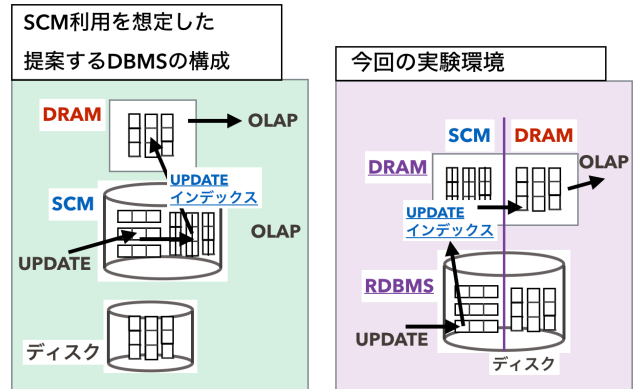 SCM利用を想定した
提案するDBMSの構成
DRAM
OLAP
UPDATE
インデックス
SCM
OLAP
UPDATE
ディスク
今回の実験環境
SCM
DRAM
DRAM
OLAP
UPDATE
インデックス
RDBMS
UPDATE
ディスク